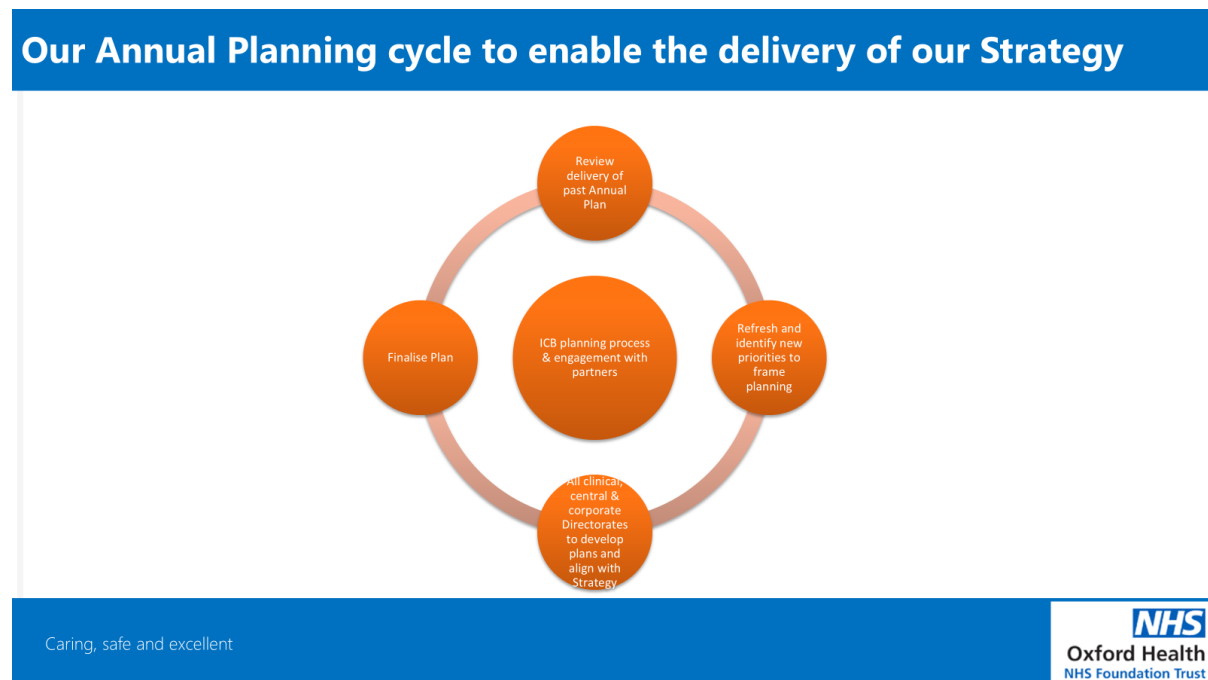 Our Annual Planning cycle to enable the delivery of our Strategy
Review
delivery of
past Annual
Plan
Refresh and
identify new
priorities to
frame
planning
All clinical,
central &
corporate
Directorates
to develop
plans and
align with
Strategy
Finalise Plan
ICB planning process
& engagement with
partners
Caring, safe and excellent
NHS
Oxford Health
NHS Foundation Trust